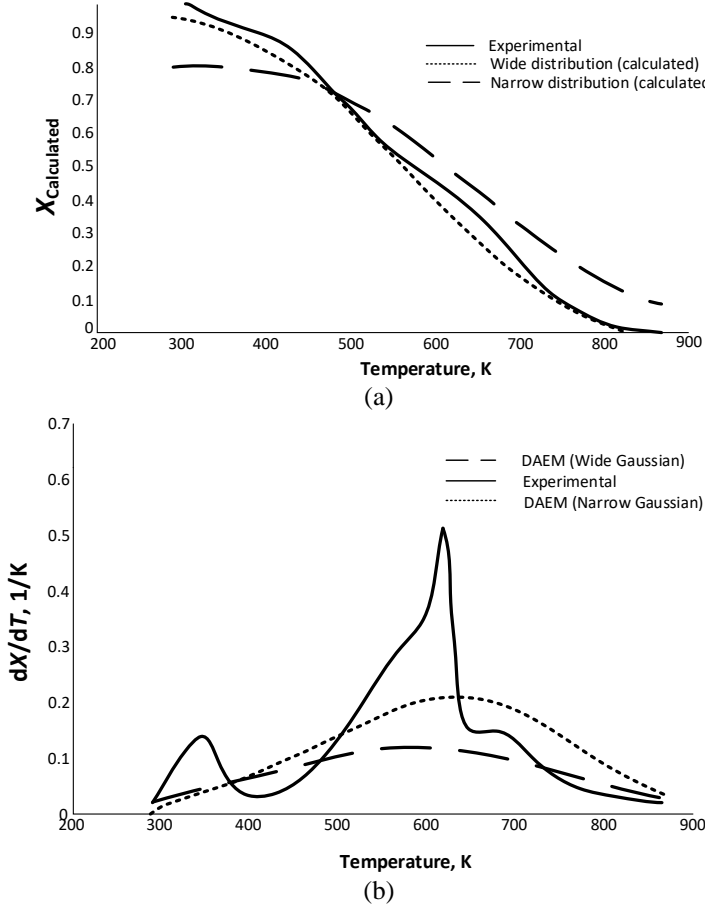 0.9
0.8
0.7
0.6
0.5
0.4
0.3
0.2
0.1
0
X Calculated
Experimental
Wide distribution (calculated)
Narrow distribution (calculated
200 300 400 500 600 700 800 900
Temperature, K
(a)
0.7
0.6
0.5
0.4
0.3
0.2
0.1
0
dX/dT, 1/K
DAEM (Wide Gaussian)
Experimental
DAEM (Narrow Gaussian)
200 300 400 500 600 700 800 900
Temperature, K
(b)